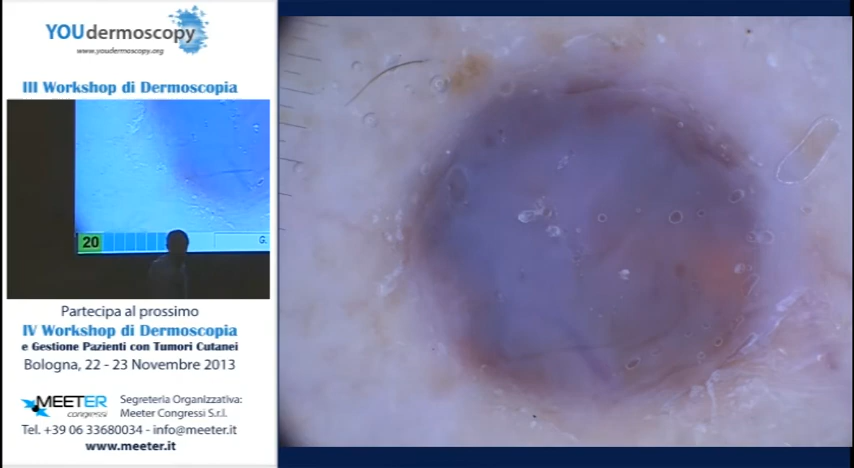 YOUdermoscopy
www.youdermoscopy.org
III Workshop di Dermoscopia
20
G.
Partecipa al prossimo
IV Workshop di Dermoscopia
e Gestione Pazienti con Tumori Cutanei
Bologna, 22 - 23 Novembre 2013
MEETER
congressi
Segreteria Organizzativa:
Meeter Congressi S.r.l.
Tel. +39 06 33680034 - info@meeter.it
www.meeter.it